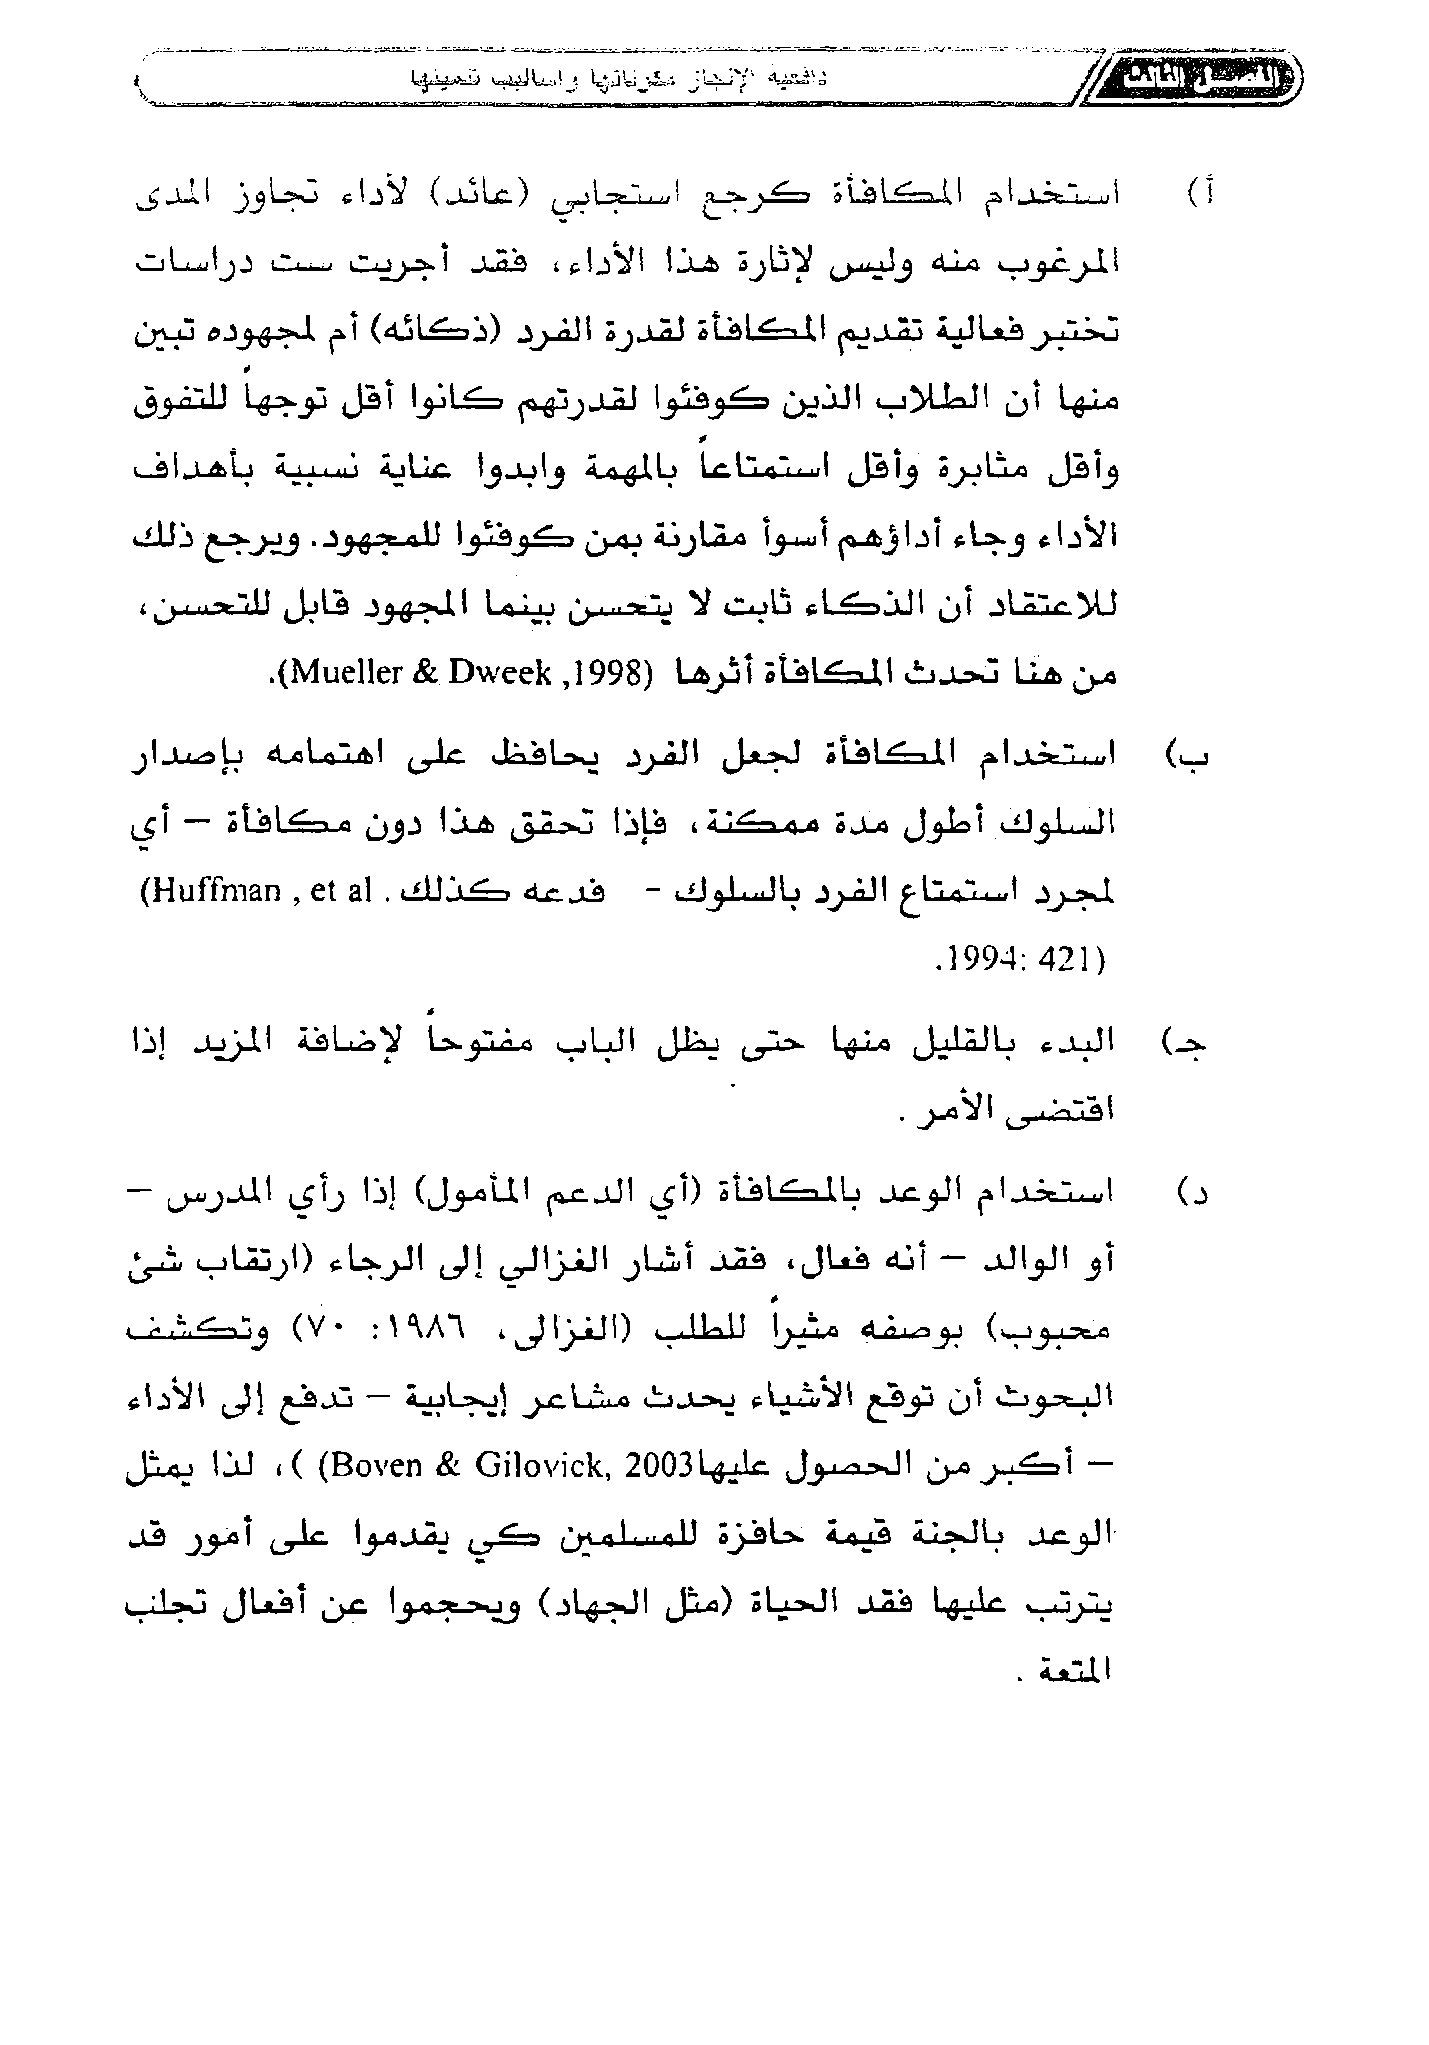 دافعية الإنجاز مكوناتها وأساليب تنميتها
أ) استخدام المكافأة كرجع استجابي (عائد) لأداء تجاوز المدى
المرغوب منه وليس لإثارة هذا الأداء، فقد أجريت ست دراسات
تختبر فعالية تقديم المكافأة لقدرة الفرد (ذكائه) أم لمجهوده تبين
منها أن الطلاب الذين كوفئوا لقدرتهم كانوا أقل توجهاً للتفوق
وأقل مثابرة وأقل استمتاعاً بالمهمة وابدوا عناية نسبية بأهداف
الأداء وجاء أداؤهم أسوأ مقارنة بمن كوفئوا للمجهود. ويرجع ذلك
للاعتقاد أن الذكاء ثابت لا يتحسن بينما المجهود قابل للتحسن،
من هنا تحدث المكافأة أثرها (Mueller & Dweek ,1998).
ب) استخدام المكافأة لجعل الفرد يحافظ على اهتمامه بإصدار
السلوك أطول مدة ممكنة، فإذا تحقق هذا دون مكافأة – أي
لمجرد استمتاع الفرد بالسلوك - فدعه كذلك . (Huffman , et al
1994: 421).
جـ) البدء بالقليل منها حتى يظل الباب مفتوحاً لإضافة المزيد إذا
اقتضى الأمر .
د) استخدام الوعد بالمكافأة (أي الدعم المأمول) إذا رأي المدرس –
أو الوالد – أنه فعال، فقد أشار الغزالي إلى الرجاء (ارتقاب شئ
محبوب) بوصفه مثيراً للطلب (الغزالى، ١٩٨٦: ٧٠) وتكشف
البحوث أن توقع الأشياء يحدث مشاعر إيجابية – تدفع إلى الأداء
– أكبر من الحصول عليها2003 ,Boven & Gilovick) )، لذا يمثل
الوعد بالجنة قيمة حافزة للمسلمين كي يقدموا على أمور قد
يترتب عليها فقد الحياة (مثل الجهاد) ويحجموا عن أفعال تجلب
المتعة .